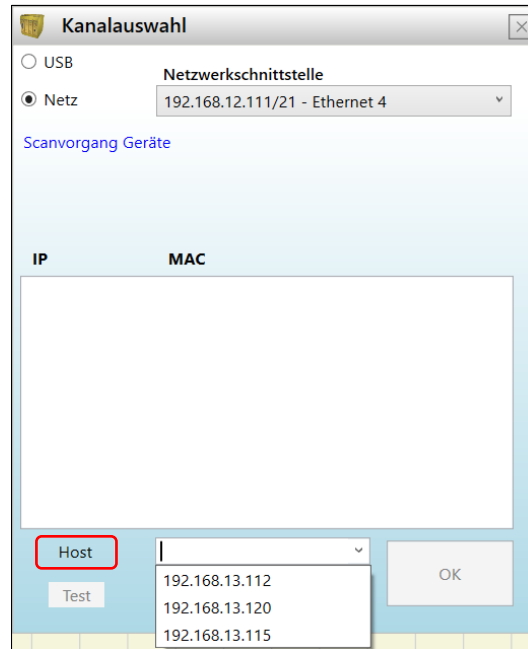 Kanalauswahl
USB
Netzwerkschnittstelle
Netz
192.168.12.111/21 - Ethernet 4
Scanvorgang Geräte
IP MAC
Host
OK
Test
192.168.13.112
192.168.13.120
192.168.13.115